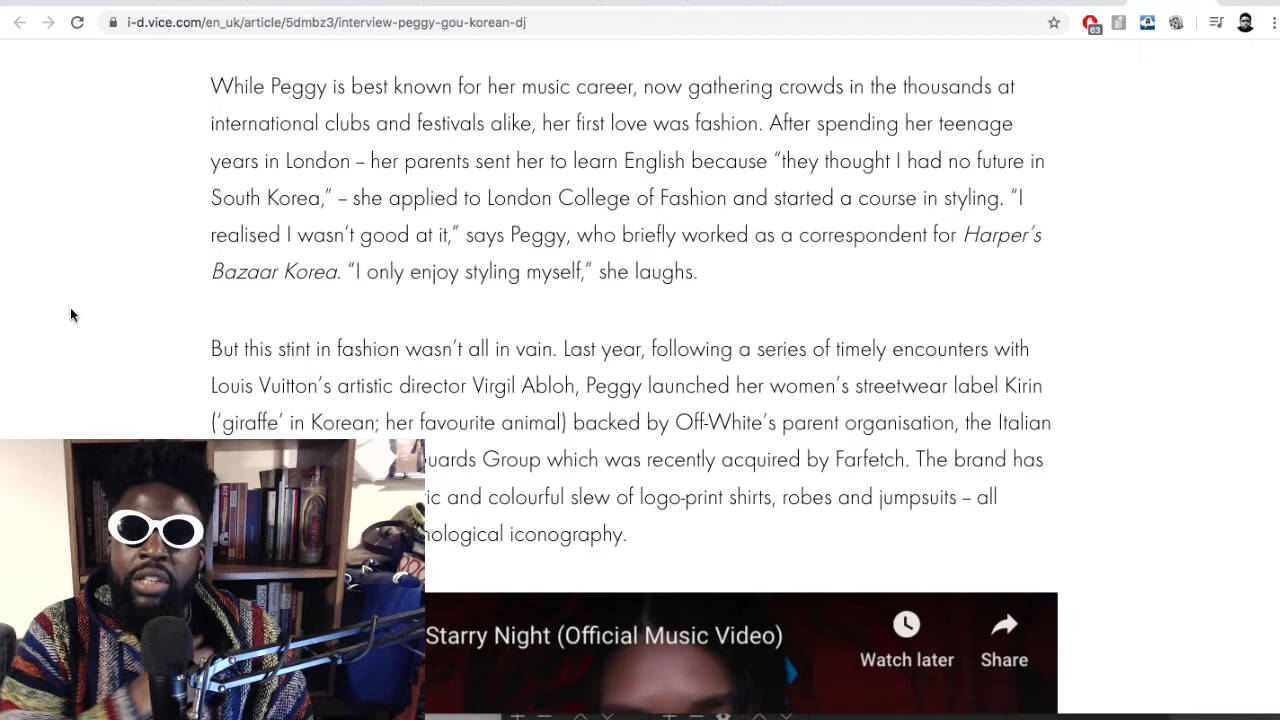 i-d.vice.com/en_uk/article/5dmbz3/interview-peggy-gou-korean-dj
63
While Peggy is best known for her music career, now gathering crowds in the thousands at
international clubs and festivals alike, her first love was fashion. After spending her teenage
years in London – her parents sent her to learn English because “they thought I had no future in
South Korea,” – she applied to London College of Fashion and started a course in styling. “I
realised I wasn’t good at it,” says Peggy, who briefly worked as a correspondent for Harper’s
Bazaar Korea. “I only enjoy styling myself,” she laughs.
But this stint in fashion wasn’t all in vain. Last year, following a series of timely encounters with
Louis Vuitton’s artistic director Virgil Abloh, Peggy launched her women’s streetwear label Kirin
(‘giraffe’ in Korean; her favourite animal) backed by Off-White’s parent organisation, the Italian
uards Group which was recently acquired by Farfetch. The brand has
ic and colourful slew of logo-print shirts, robes and jumpsuits – all
nological iconography.
Starry Night (Official Music Video)
Watch later
Share